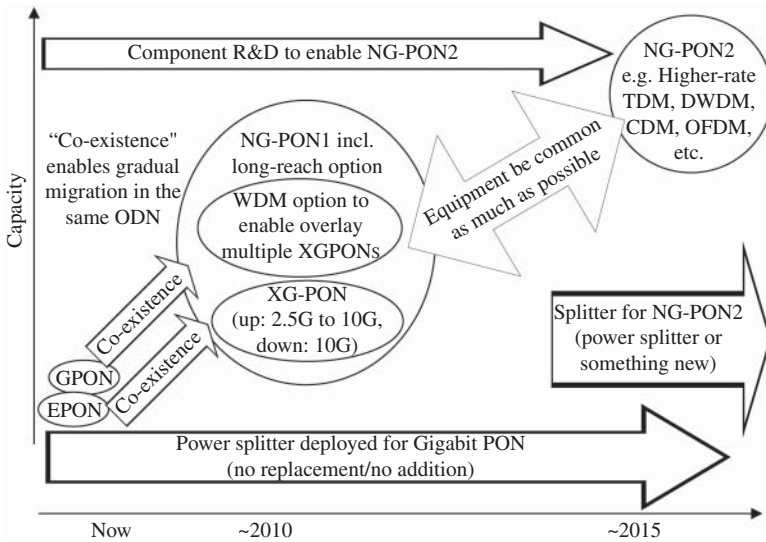 Component R&D to enable NG-PON2
NG-PON2
e.g. Higher-rate
TDM, DWDM,
CDM, OFDM,
etc.
“Co-existence"
enables gradual
migration in the
same ODN
NG-PON1 incl.
long-reach option
WDM option to
enable overlay
multiple XGPONs
XG-PON
(up: 2.5G to 10G,
down: 10G)
Equipment be common
as much as possible
Capacity
Co-existence
Co-existence
GPON
EPON
Splitter for NG-PON2
(power splitter or
something new)
Power splitter deployed for Gigabit PON
(no replacement/no addition)
Now
~2010
~2015